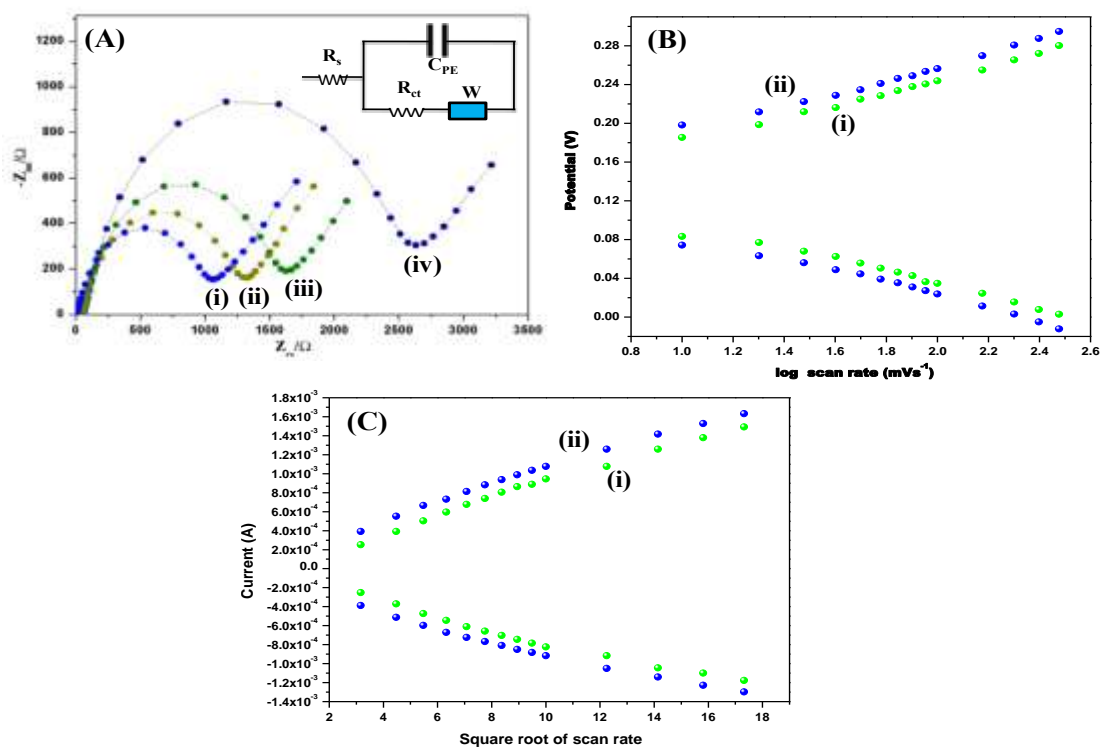 (A)
1200
1000
800
600
400
200
0
-Z
/Ω
R_s
C_PE
R_ct
W
(i)
(ii)
(iii)
(iv)
0
500
1000
1500
2000
2500
3000
3500
Z
/Ω
(B)
0.28
0.24
0.20
0.16
0.12
0.08
0.04
0.00
Potential (V)
(ii)
(i)
0.8
1.0
1.2
1.4
1.6
1.8
2.0
2.2
2.4
2.6
log scan rate (mVs⁻¹)
(C)
1.8x10⁻³
1.6x10⁻³
1.4x10⁻³
1.2x10⁻³
1.0x10⁻³
8.0x10⁻⁴
6.0x10⁻⁴
4.0x10⁻⁴
2.0x10⁻⁴
0.0
-2.0x10⁻⁴
-4.0x10⁻⁴
-6.0x10⁻⁴
-8.0x10⁻⁴
-1.0x10⁻³
-1.2x10⁻³
-1.4x10⁻³
Current (A)
(ii)
(i)
2
4
6
8
10
12
14
16
18
Square root of scan rate